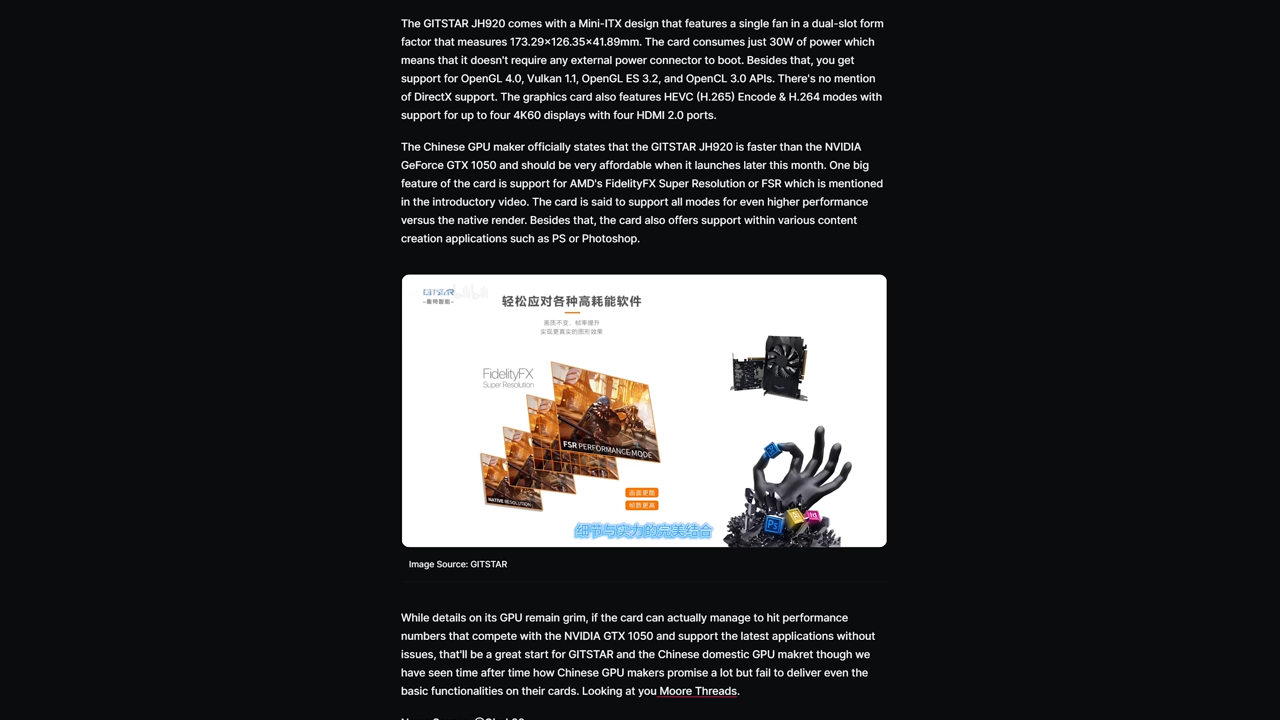 The GITSTAR JH920 comes with a Mini-ITX design that features a single fan in a dual-slot form
factor that measures 173.29×126.35×41.89mm. The card consumes just 30W of power which
means that it doesn't require any external power connector to boot. Besides that, you get
support for OpenGL 4.0, Vulkan 1.1, OpenGL ES 3.2, and OpenCL 3.0 APIs. There's no mention
of DirectX support. The graphics card also features HEVC (H.265) Encode & H.264 modes with
support for up to four 4K60 displays with four HDMI 2.0 ports.
The Chinese GPU maker officially states that the GITSTAR JH920 is faster than the NVIDIA
GeForce GTX 1050 and should be very affordable when it launches later this month. One big
feature of the card is support for AMD's FidelityFX Super Resolution or FSR which is mentioned
in the introductory video. The card is said to support all modes for even higher performance
versus the native render. Besides that, the card also offers support within various content
creation applications such as PS or Photoshop.
GITSTAR
-集特智能-
轻松应对各种高耗能软件
画质不变，帧率提升
实现更真实的图形效果
FidelityFX
Super Resolution
FSR PERFORMANCE MODE
NATIVE RESOLUTION
画面更酷
帧数更高
Ps
细节与实力的完美结合
Image Source: GITSTAR
While details on its GPU remain grim, if the card can actually manage to hit performance
numbers that compete with the NVIDIA GTX 1050 and support the latest applications without
issues, that'll be a great start for GITSTAR and the Chinese domestic GPU makret though we
have seen time after time how Chinese GPU makers promise a lot but fail to deliver even the
basic functionalities on their cards. Looking at you Moore Threads.